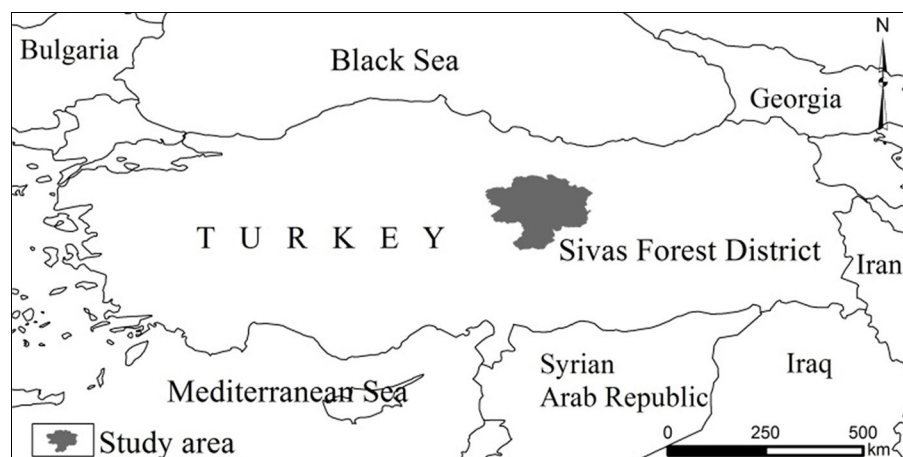 Bulgaria
Black Sea
N
Georgia
T U R K E Y
Sivas Forest District
Iran
Mediterranean Sea
Syrian
Arab Republic
Iraq
Study area
0 250 500
km